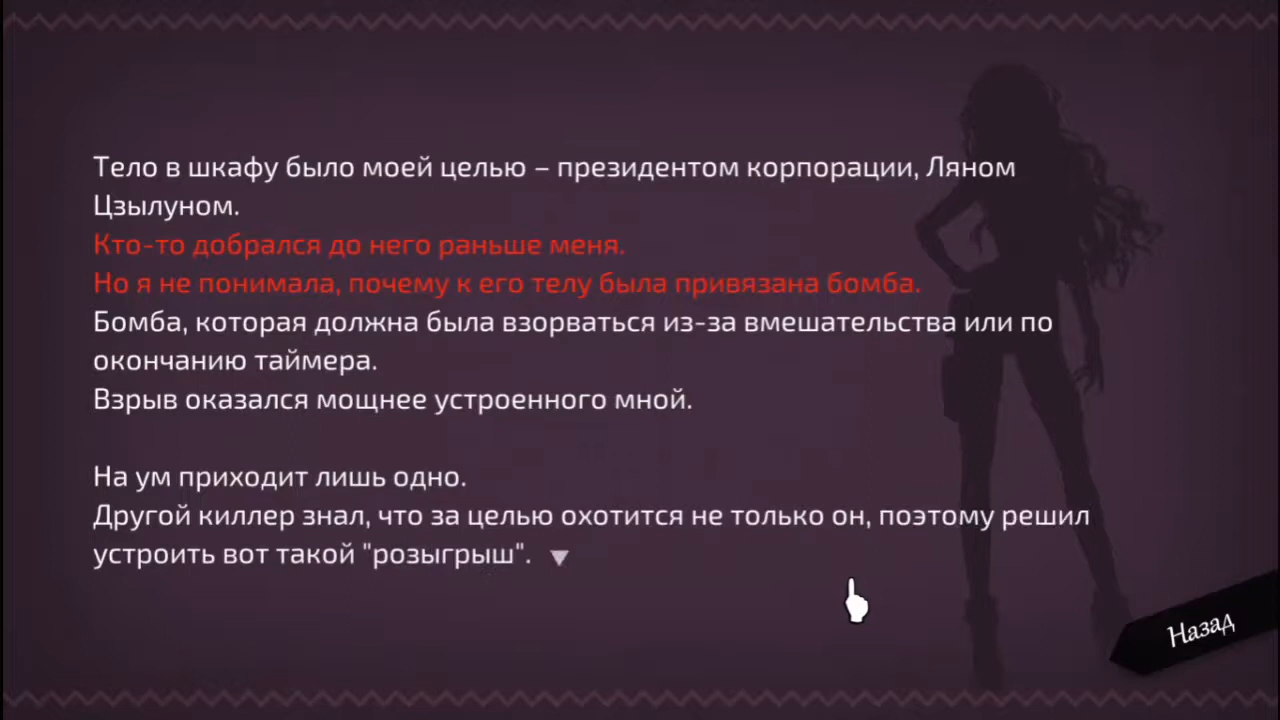 Тело в шкафу было моей целью – президентом корпорации, Ляном
Цзылуном.
Кто-то добрался до него раньше меня.
Но я не понимала, почему к его телу была привязана бомба.
Бомба, которая должна была взорваться из-за вмешательства или по
окончанию таймера.
Взрыв оказался мощнее устроенного мной.
На ум приходит лишь одно.
Другой киллер знал, что за целью охотится не только он, поэтому решил
устроить вот такой "розыгрыш".
Назад